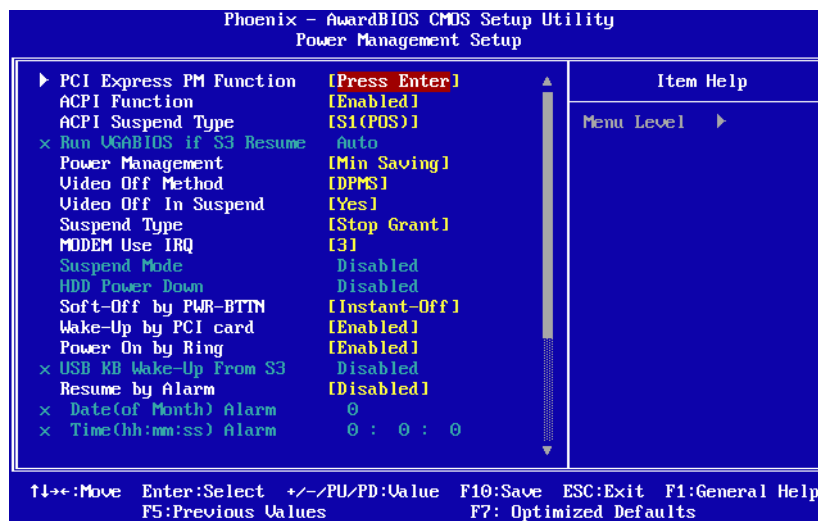 Phoenix - AwardBIOS CMOS Setup Utility
Power Management Setup
PCI Express PM Function [Press Enter]
ACPI Function [Enabled]
ACPI Suspend Type [S1(POS)]
x Run VGABIOS if S3 Resume Auto
Power Management [Min Saving]
Video Off Method [DPMS]
Video Off In Suspend [Yes]
Suspend Type [Stop Grant]
MODEM Use IRQ [3]
Suspend Mode Disabled
HDD Power Down Disabled
Soft-Off by PWR-BTTN [Instant-Off]
Wake-Up by PCI card [Enabled]
Power On by Ring [Enabled]
x USB KB Wake-Up From S3 Disabled
Resume by Alarm [Disabled]
x Date(of Month) Alarm 0
x Time(hh:mm:ss) Alarm 0 : 0 : 0
Item Help
Menu Level
↑↓→←:Move Enter:Select +/-/PU/PD:Value F10:Save ESC:Exit F1:General Help
F5:Previous Values F7: Optimized Defaults